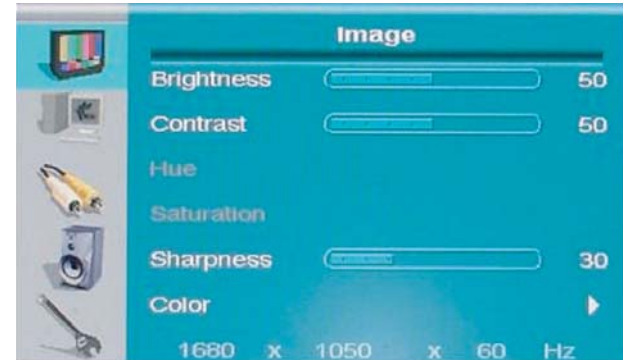 Image
Brightness 50
Contrast 50
Hue
Saturation
Sharpness 30
Color
1680 x 1050 x 60 Hz